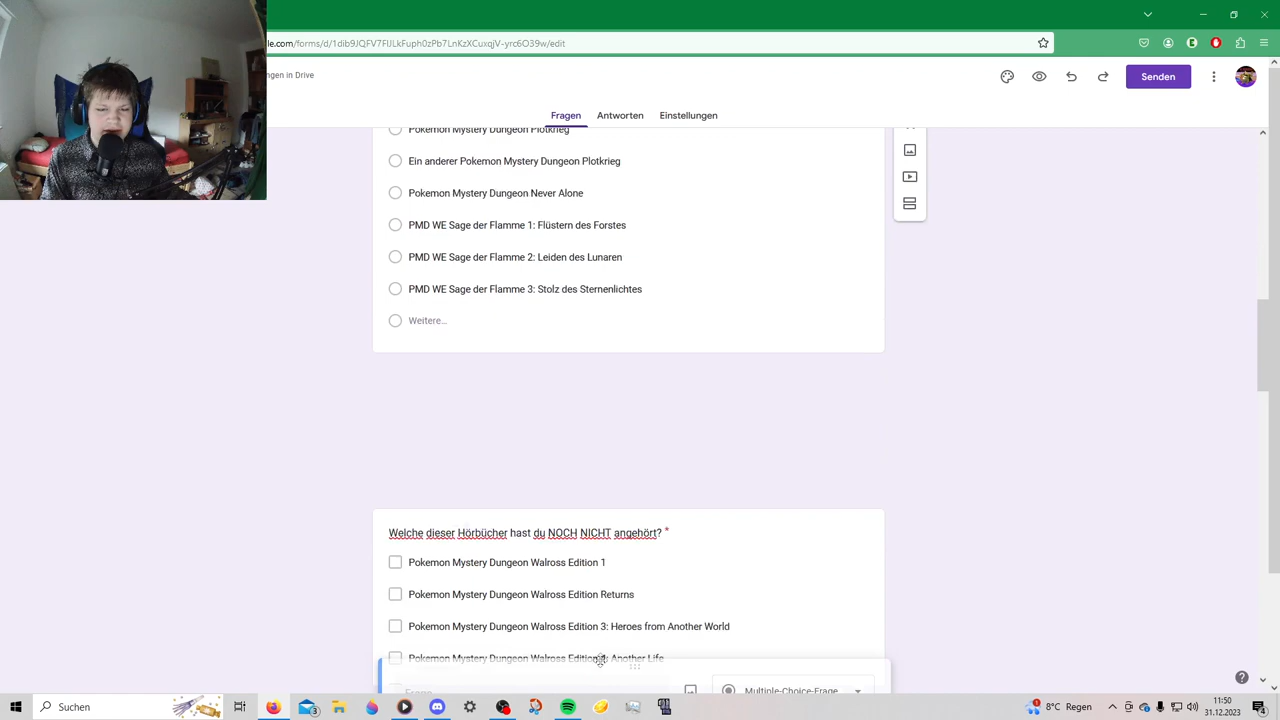 le.com/forms/d/1dib9JQFV7FIJLkFuph0zPb7LnKzXCuxqjV-yrc6O39w/edit
ngen in Drive
Senden
Fragen Antworten Einstellungen
Pokemon Mystery Dungeon Plotkrieg
Ein anderer Pokemon Mystery Dungeon Plotkrieg
Pokemon Mystery Dungeon Never Alone
PMD WE Sage der Flamme 1: Flüstern des Forstes
PMD WE Sage der Flamme 2: Leiden des Lunaren
PMD WE Sage der Flamme 3: Stolz des Sternenlichtes
Weitere...
Welche dieser Hörbücher hast du NOCH NICHT angehört? *
Pokemon Mystery Dungeon Walross Edition 1
Pokemon Mystery Dungeon Walross Edition Returns
Pokemon Mystery Dungeon Walross Edition 3: Heroes from Another World
Pokemon Mystery Dungeon Walross Edition Another Life
Frage
Multiple-Choice-Frage
Suchen
3
8°C Regen
11:50
31.12.2023